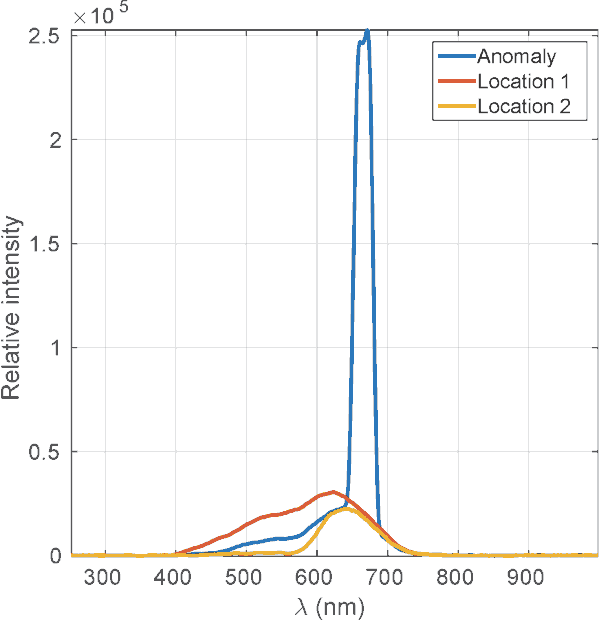 ×10 5
2.5
2
1.5
1
0.5
0
Relative intensity
Anomaly
Location 1
Location 2
300 400 500 600 700 800 900
λ (nm)